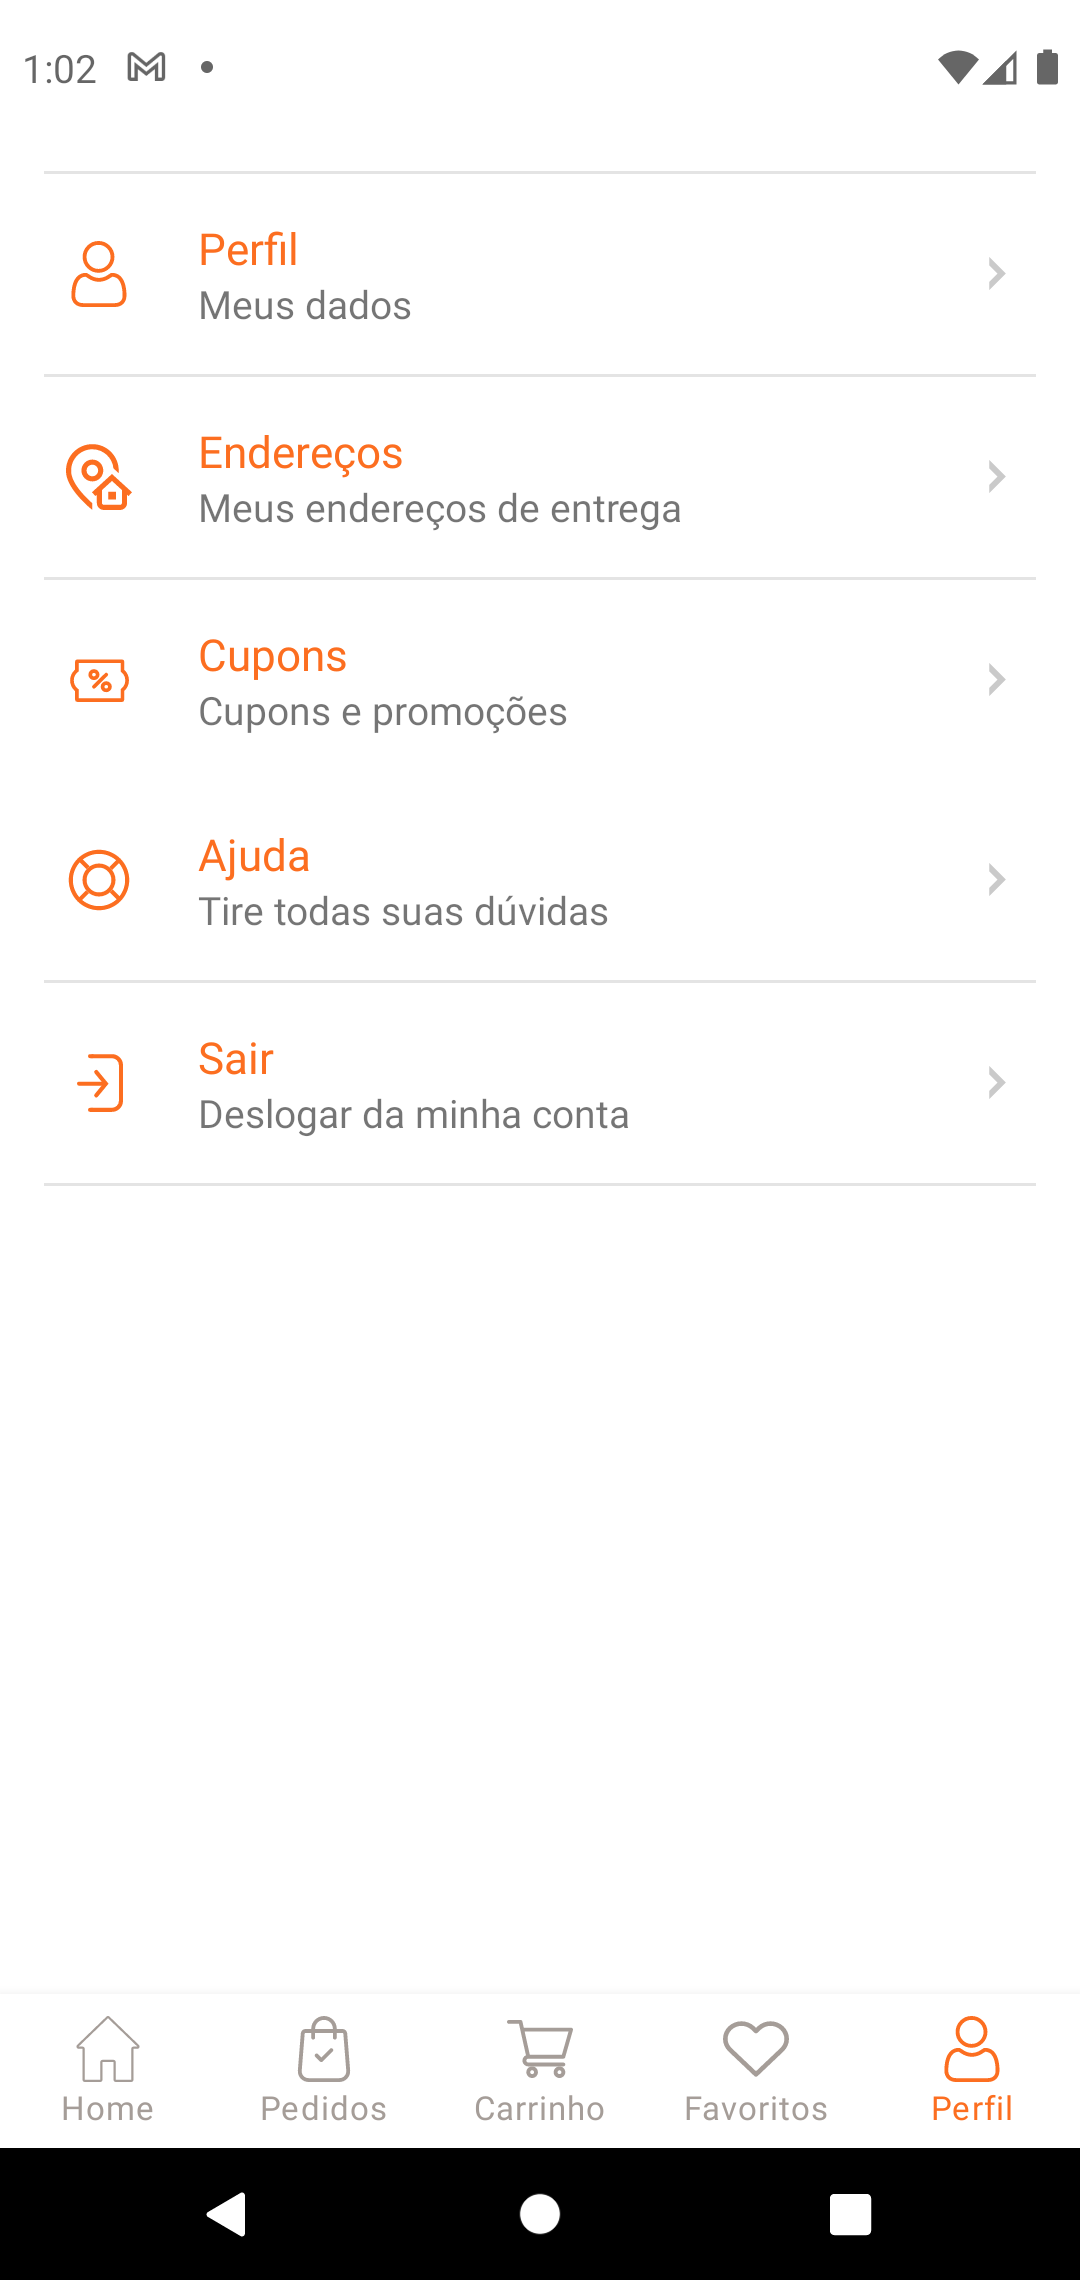 1:02
Perfil
Meus dados
Endereços
Meus endereços de entrega
Cupons
Cupons e promoções
Ajuda
Tire todas suas dúvidas
Sair
Deslogar da minha conta
Home
Pedidos
Carrinho
Favoritos
Perfil